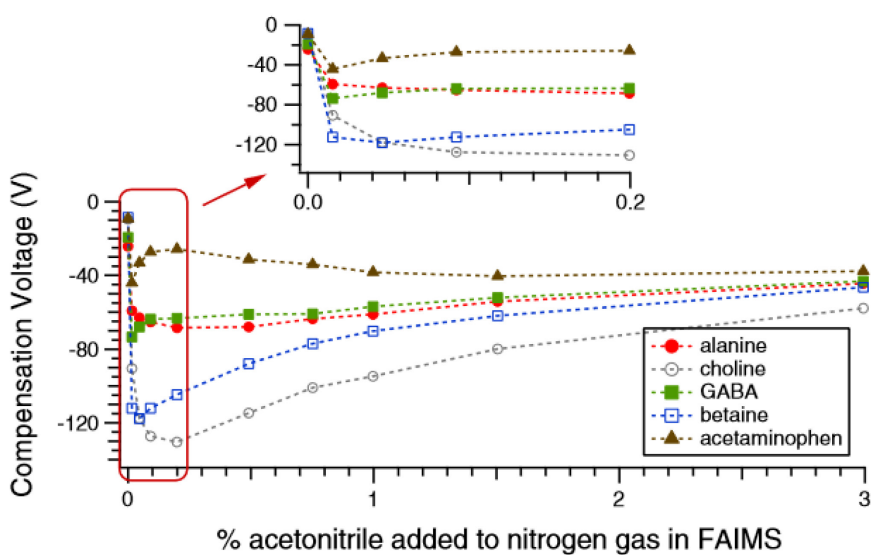 0
-40
-80
-120
0.0
0.2
Compensation Voltage (V)
0
-40
-80
-120
alanine
choline
GABA
betaine
acetaminophen
0
1
2
3
% acetonitrile added to nitrogen gas in FAIMS